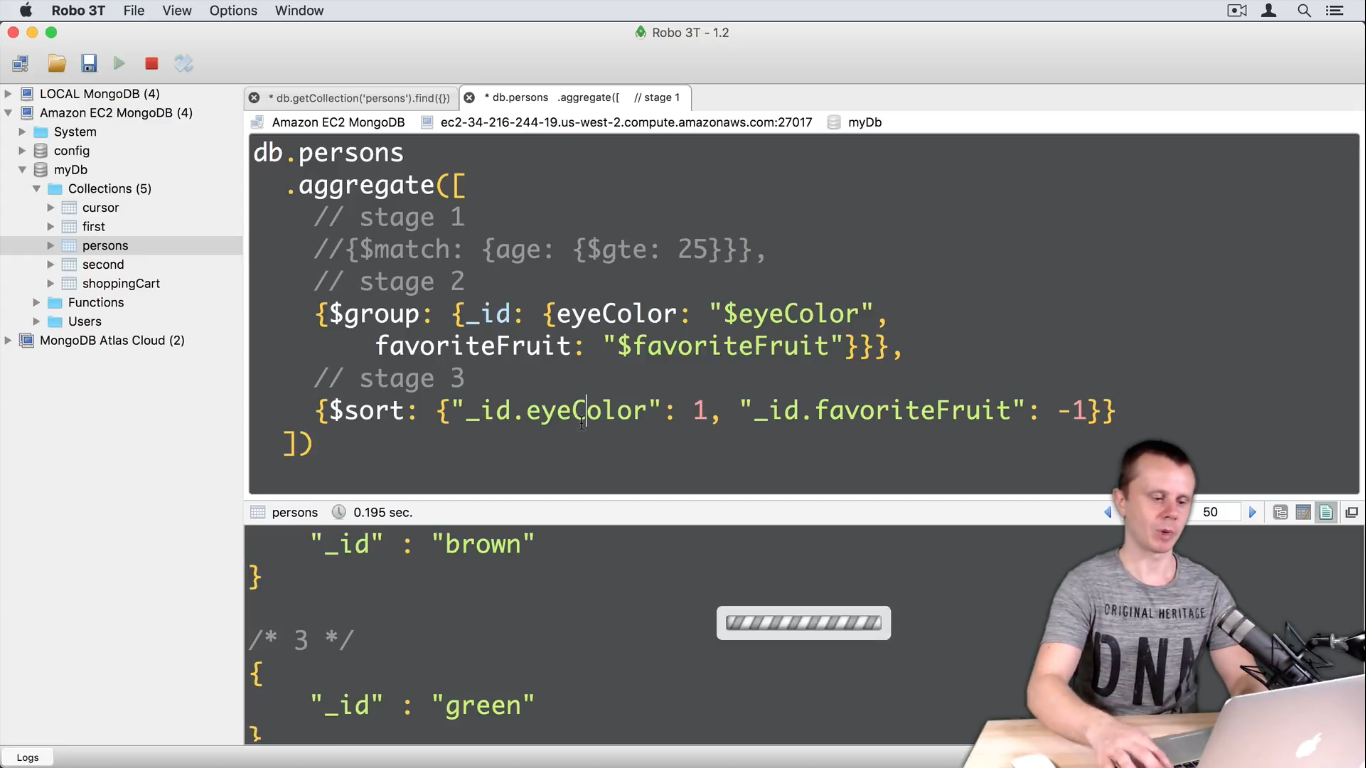 Robo 3T File View Options Window
Robo 3T - 1.2
LOCAL MongoDB (4)
Amazon EC2 MongoDB (4)
System
config
myDb
Collections (5)
cursor
first
persons
second
shoppingCart
Functions
Users
MongoDB Atlas Cloud (2)
* db.getCollection('persons').find({}) * db.persons .aggregate([ // stage 1
Amazon EC2 MongoDB ec2-34-216-244-19.us-west-2.compute.amazonaws.com:27017 myDb
db.persons
.aggregate([
// stage 1
//{$match: {age: {$gte: 25}}},
// stage 2
{$group: {_id: {eyeColor: "$eyeColor",
favoriteFruit: "$favoriteFruit"}}},
// stage 3
{$sort: {"_id.eyeColor": 1, "_id.favoriteFruit": -1}}
])
persons 0.195 sec. 50
"_id" : "brown"
}
/* 3 */
{
"_id" : "green"
}
ORIGINAL HERITAGE
DNA
Logs